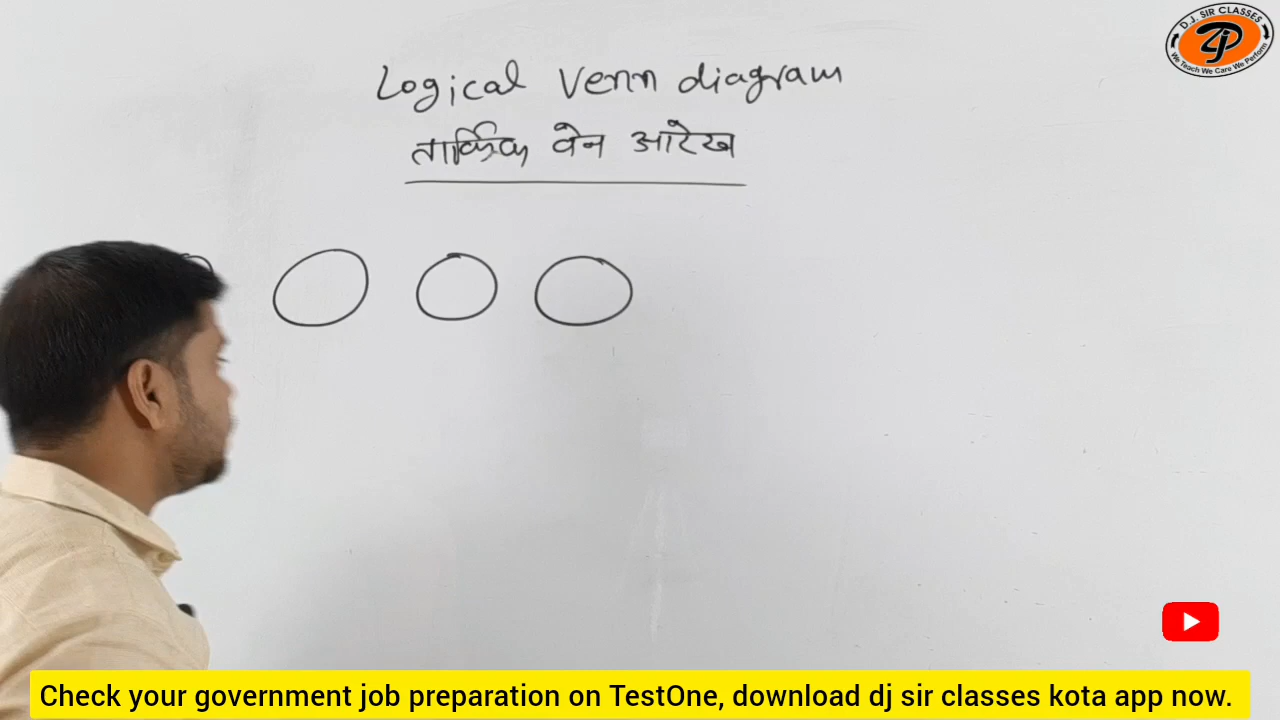 D.J. SIR CLASSES
We Teach We Care We Perform
Logical Venn diagram
तार्किक वेन आरेख
Check your government job preparation on TestOne, download dj sir classes kota app now.